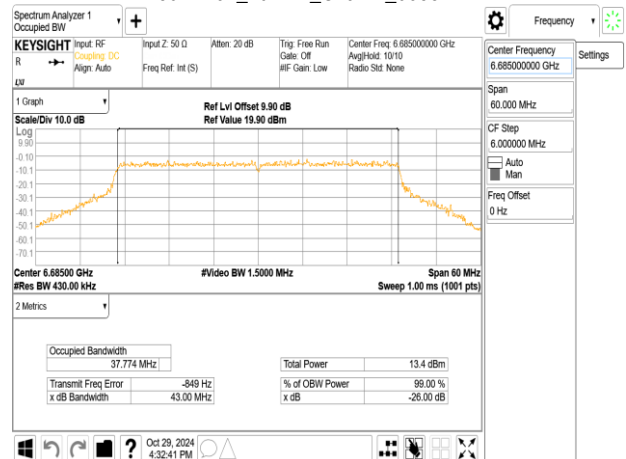 Spectrum Analyzer 1
Occupied BW
Frequency
KEYSIGHT
Input: RF
Coupling: DC
Align: Auto
Input Z: 50 Ω
Freq Ref: Int (S)
Atten: 20 dB
Trig: Free Run
Gate: Off
#IF Gain: Low
Center Freq: 6.685000000 GHz
Avg|Hold: 10/10
Radio Std: None
R
LXI
Center Frequency
6.685000000 GHz
Settings
Span
60.000 MHz
CF Step
6.000000 MHz
Auto
Man
Freq Offset
0 Hz
1 Graph
Scale/Div 10.0 dB
Ref Lvl Offset 9.90 dB
Ref Value 19.90 dBm
Log
9.90
-0.10
-10.1
-20.1
-30.1
-40.1
-50.1
-60.1
-70.1
Center 6.68500 GHz
#Video BW 1.5000 MHz
Span 60 MHz
#Res BW 430.00 kHz
Sweep 1.00 ms (1001 pts)
2 Metrics
Occupied Bandwidth
37.774 MHz
Total Power 13.4 dBm
Transmit Freq Error -849 Hz
% of OBW Power 99.00 %
x dB Bandwidth 43.00 MHz
x dB -26.00 dB
?
Oct 29, 2024
4:32:41 PM